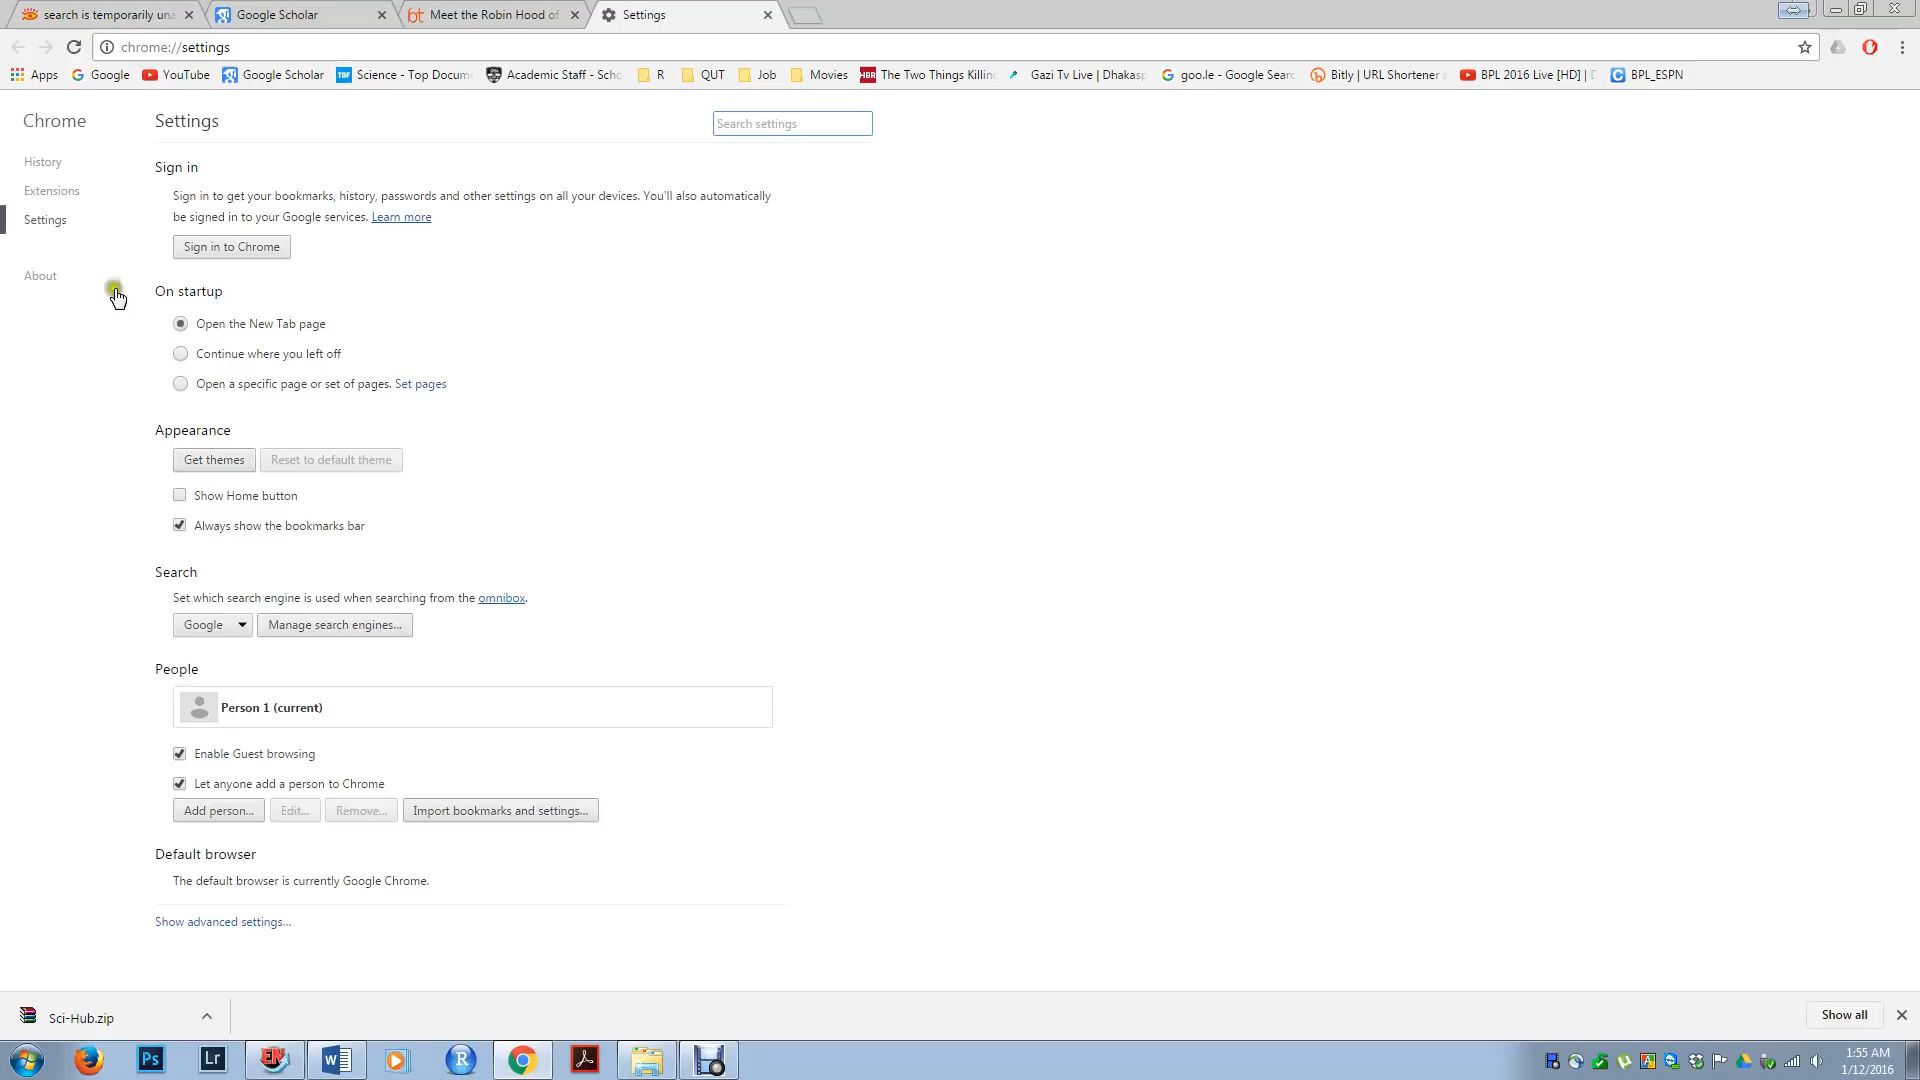 search is temporarily una
Google Scholar
Meet the Robin Hood of
Settings
chrome://settings
Apps
Google
YouTube
Google Scholar
Science - Top Docum
Academic Staff - Scho
R
QUT
Job
Movies
The Two Things Killing
Gazi Tv Live | Dhakasp
goo.le - Google Searc
Bitly | URL Shortener a
BPL 2016 Live [HD] | D
BPL_ESPN
Chrome
History
Extensions
Settings
About
Settings
Search settings
Sign in
Sign in to get your bookmarks, history, passwords and other settings on all your devices. You'll also automatically
be signed in to your Google services. Learn more
Sign in to Chrome
On startup
Open the New Tab page
Continue where you left off
Open a specific page or set of pages. Set pages
Appearance
Get themes
Reset to default theme
Show Home button
Always show the bookmarks bar
Search
Set which search engine is used when searching from the omnibox.
Google
Manage search engines...
People
Person 1 (current)
Enable Guest browsing
Let anyone add a person to Chrome
Add person...
Edit...
Remove...
Import bookmarks and settings...
Default browser
The default browser is currently Google Chrome.
Show advanced settings...
Sci-Hub.zip
Show all
Ps
Lr
EN
W
R
1:55 AM
1/12/2016